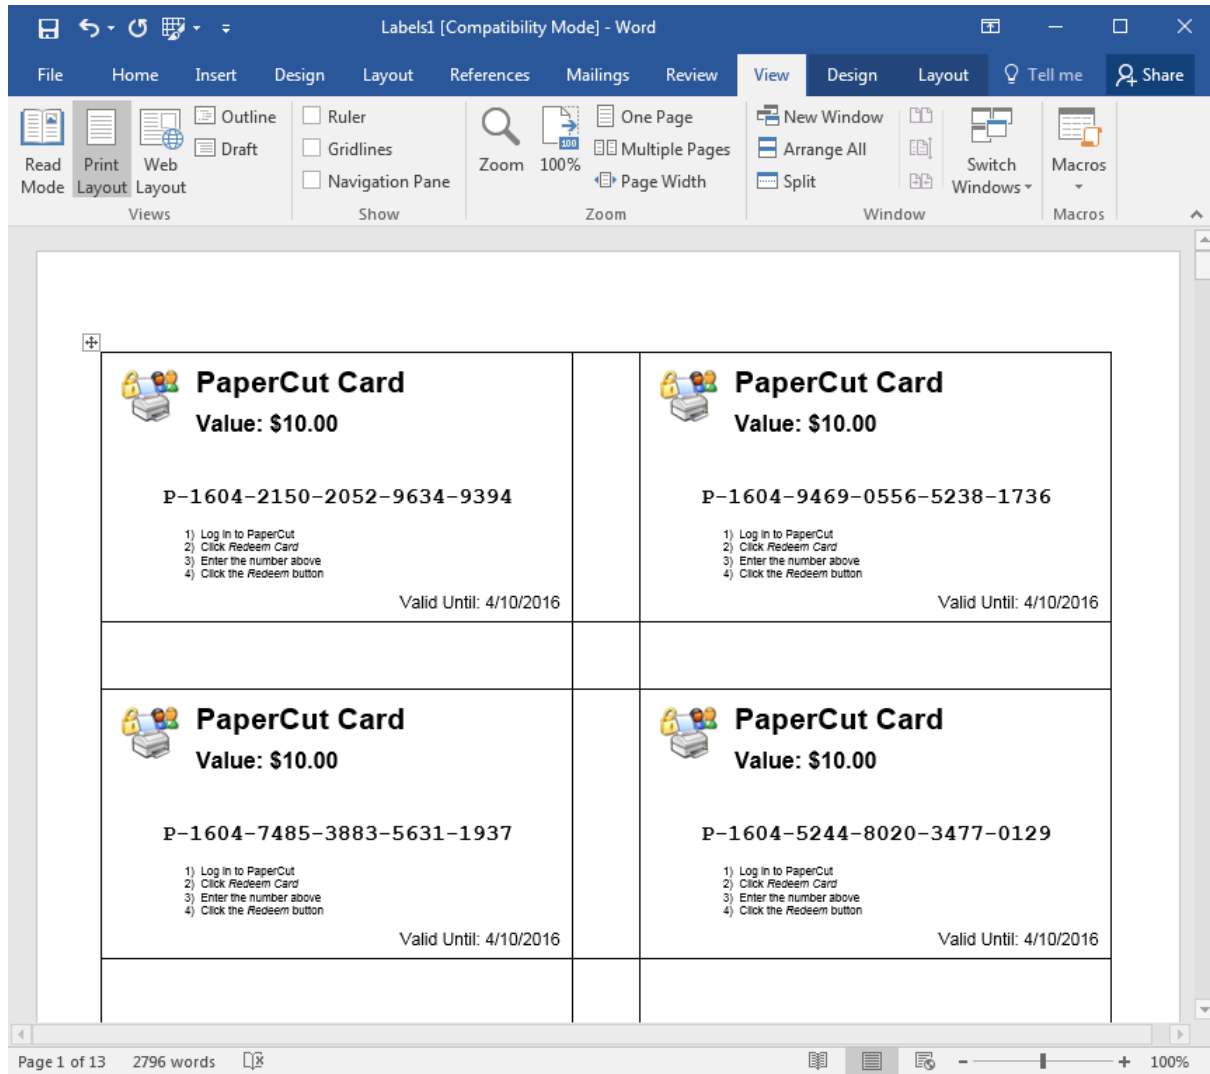 Labels1 [Compatibility Mode] - Word
File Home Insert Design Layout References Mailings Review View Design Layout Tell me Share
Read Mode
Print Layout
Web Layout
Outline
Draft
Views
Ruler
Gridlines
Navigation Pane
Show
Zoom
100
100%
One Page
Multiple Pages
Page Width
Zoom
New Window
Arrange All
Split
Switch Windows
Window
Macros
Macros
PaperCut Card
Value: $10.00
P-1604-2150-2052-9634-9394
1) Log in to PaperCut
2) Click Redeem Card
3) Enter the number above
4) Click the Redeem button
Valid Until: 4/10/2016
PaperCut Card
Value: $10.00
P-1604-9469-0556-5238-1736
1) Log in to PaperCut
2) Click Redeem Card
3) Enter the number above
4) Click the Redeem button
Valid Until: 4/10/2016
PaperCut Card
Value: $10.00
P-1604-7485-3883-5631-1937
1) Log in to PaperCut
2) Click Redeem Card
3) Enter the number above
4) Click the Redeem button
Valid Until: 4/10/2016
PaperCut Card
Value: $10.00
P-1604-5244-8020-3477-0129
1) Log in to PaperCut
2) Click Redeem Card
3) Enter the number above
4) Click the Redeem button
Valid Until: 4/10/2016
Page 1 of 13 2796 words 100%